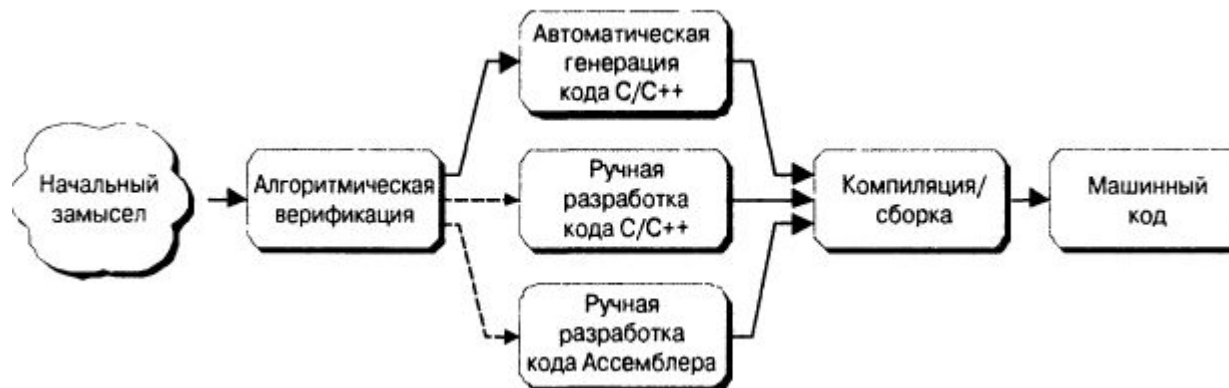 Начальный
замысел
Алгоритмическая
верификация
Автоматическая
генерация
кода C/C++
Ручная
разработка
кода C/C++
Ручная
разработка
кода Ассемблера
Компиляция/
сборка
Машинный
код